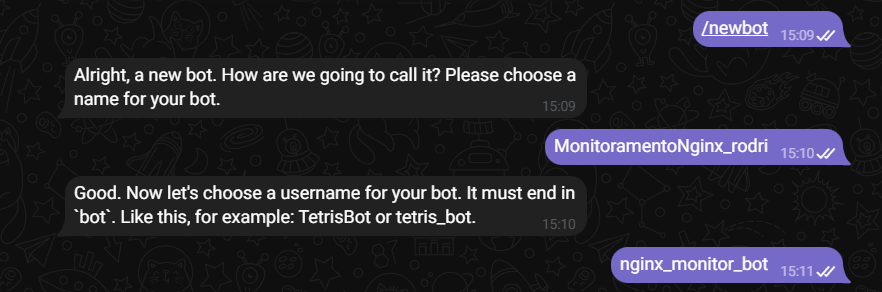 /newbot
15:09
Alright, a new bot. How are we going to call it? Please choose a
name for your bot.
15:09
MonitoramentoNginx_rodri
15:10
Good. Now let's choose a username for your bot. It must end in
`bot`. Like this, for example: TetrisBot or tetris_bot.
15:10
nginx_monitor_bot
15:11